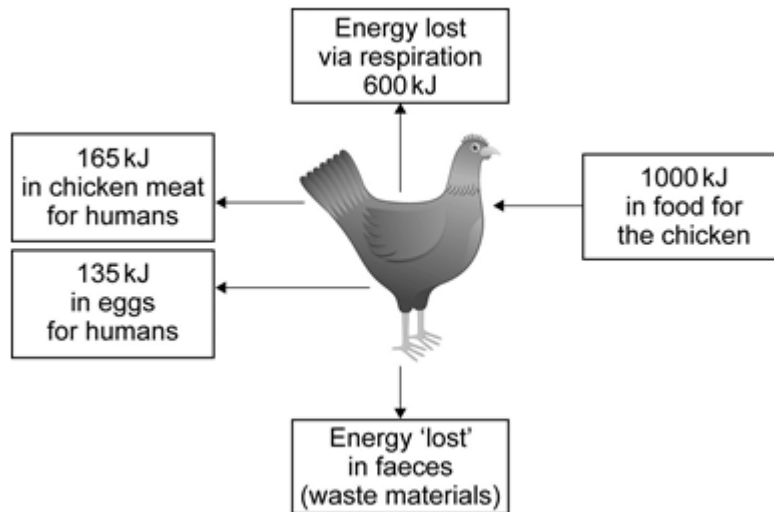 Energy lost
via respiration
600 kJ
165 kJ
in chicken meat
for humans
1000 kJ
in food for
the chicken
135 kJ
in eggs
for humans
Energy ‘lost’
in faeces
(waste materials)